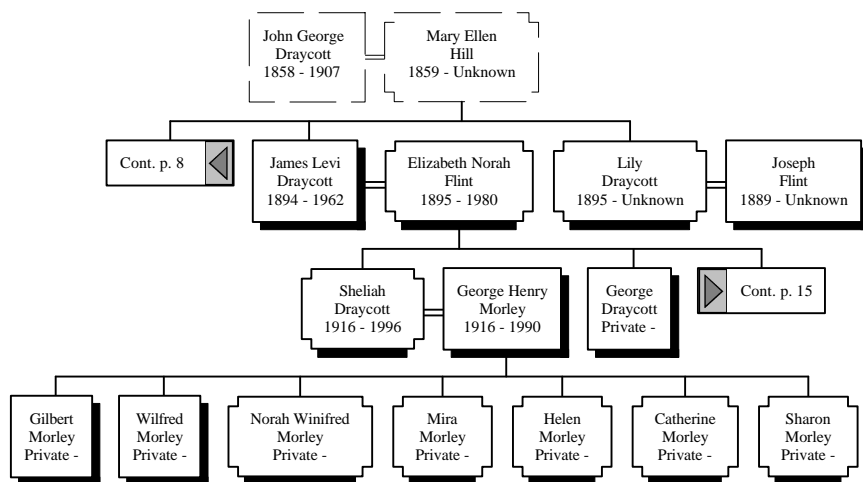 John George
Draycott
1858 - 1907
Mary Ellen
Hill
1859 - Unknown
Cont. p. 8
James Levi
Draycott
1894 - 1962
Elizabeth Norah
Flint
1895 - 1980
Lily
Draycott
1895 - Unknown
Joseph
Flint
1889 - Unknown
Sheliah
Draycott
1916 - 1996
George Henry
Morley
1916 - 1990
George
Draycott
Private -
Cont. p. 15
Gilbert
Morley
Private -
Wilfred
Morley
Private -
Norah Winifred
Morley
Private -
Mira
Morley
Private -
Helen
Morley
Private -
Catherine
Morley
Private -
Sharon
Morley
Private -